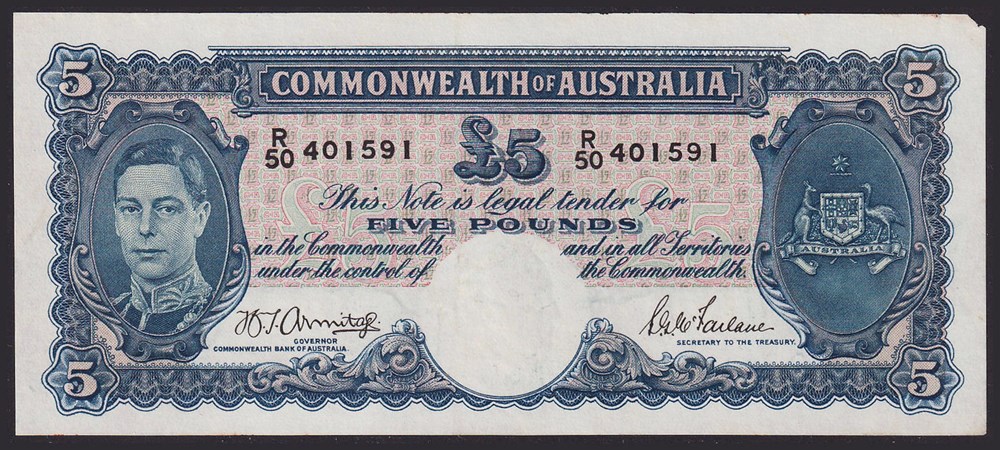 5 5
COMMONWEALTH OF AUSTRALIA
R/50 401591 £5 R/50 401591
This Note is legal tender for
FIVE POUNDS
in the Commonwealth and in all Territories
under the control of the Commonwealth.
AUSTRALIA
H.T. Armitage C.S. McFarlane
GOVERNOR
COMMONWEALTH BANK OF AUSTRALIA.
SECRETARY TO THE TREASURY.
5 5